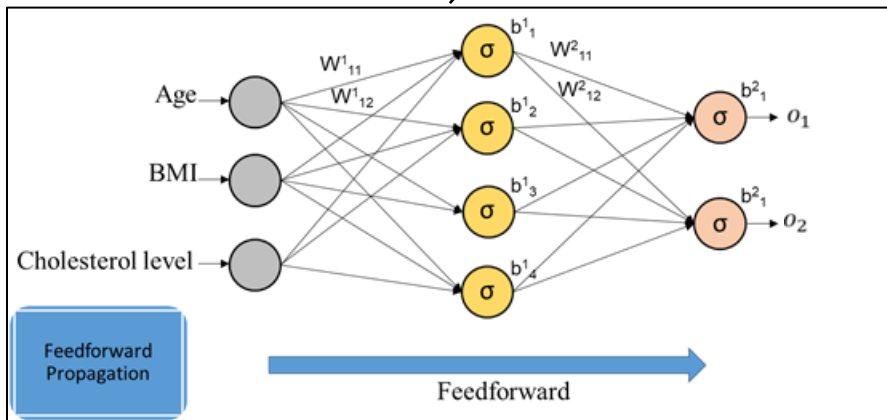 b¹₁
σ
W¹₁₁
W²₁₁
Age
W¹₁₂
W²₁₂
b¹₂
b²₁
σ
σ
o₁
BMI
b¹₃
b²₁
σ
σ
o₂
Cholesterol level
b¹₄
σ
Feedforward
Propagation
Feedforward